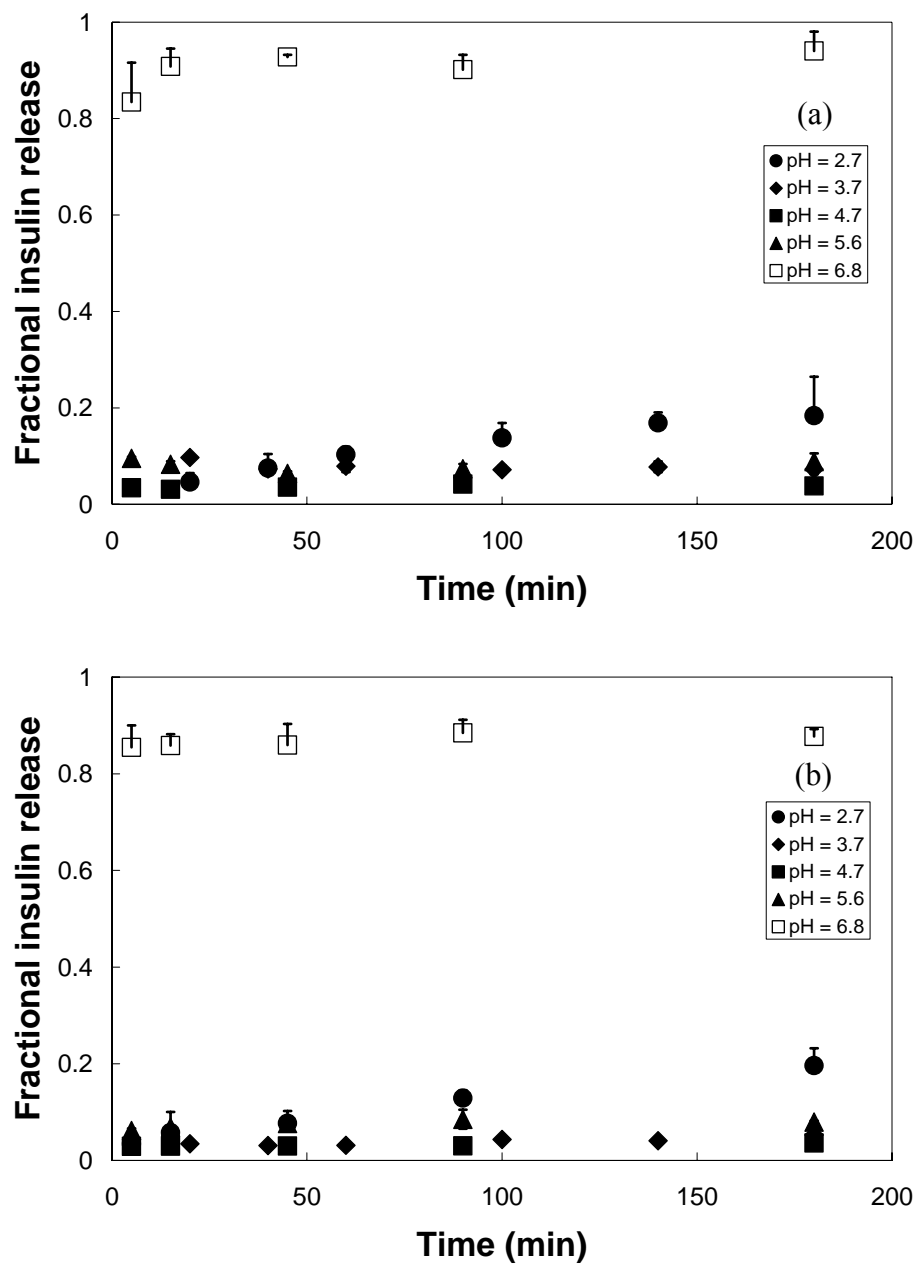 1
0.8
0.6
0.4
0.2
0
Fractional insulin release
(a)
pH = 2.7
pH = 3.7
pH = 4.7
pH = 5.6
pH = 6.8
0 50 100 150 200
Time (min)
1
0.8
0.6
0.4
0.2
0
Fractional insulin release
(b)
pH = 2.7
pH = 3.7
pH = 4.7
pH = 5.6
pH = 6.8
0 50 100 150 200
Time (min)